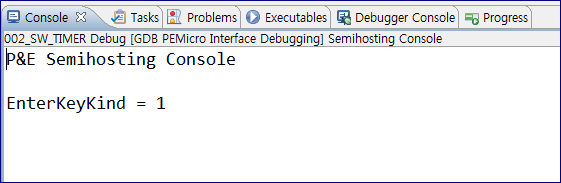 Console Tasks Problems Executables Debugger Console Progress
002_SW_TIMER Debug [GDB PEMicro Interface Debugging] Semihosting Console
P&E Semihosting Console
EnterKeyKind = 1